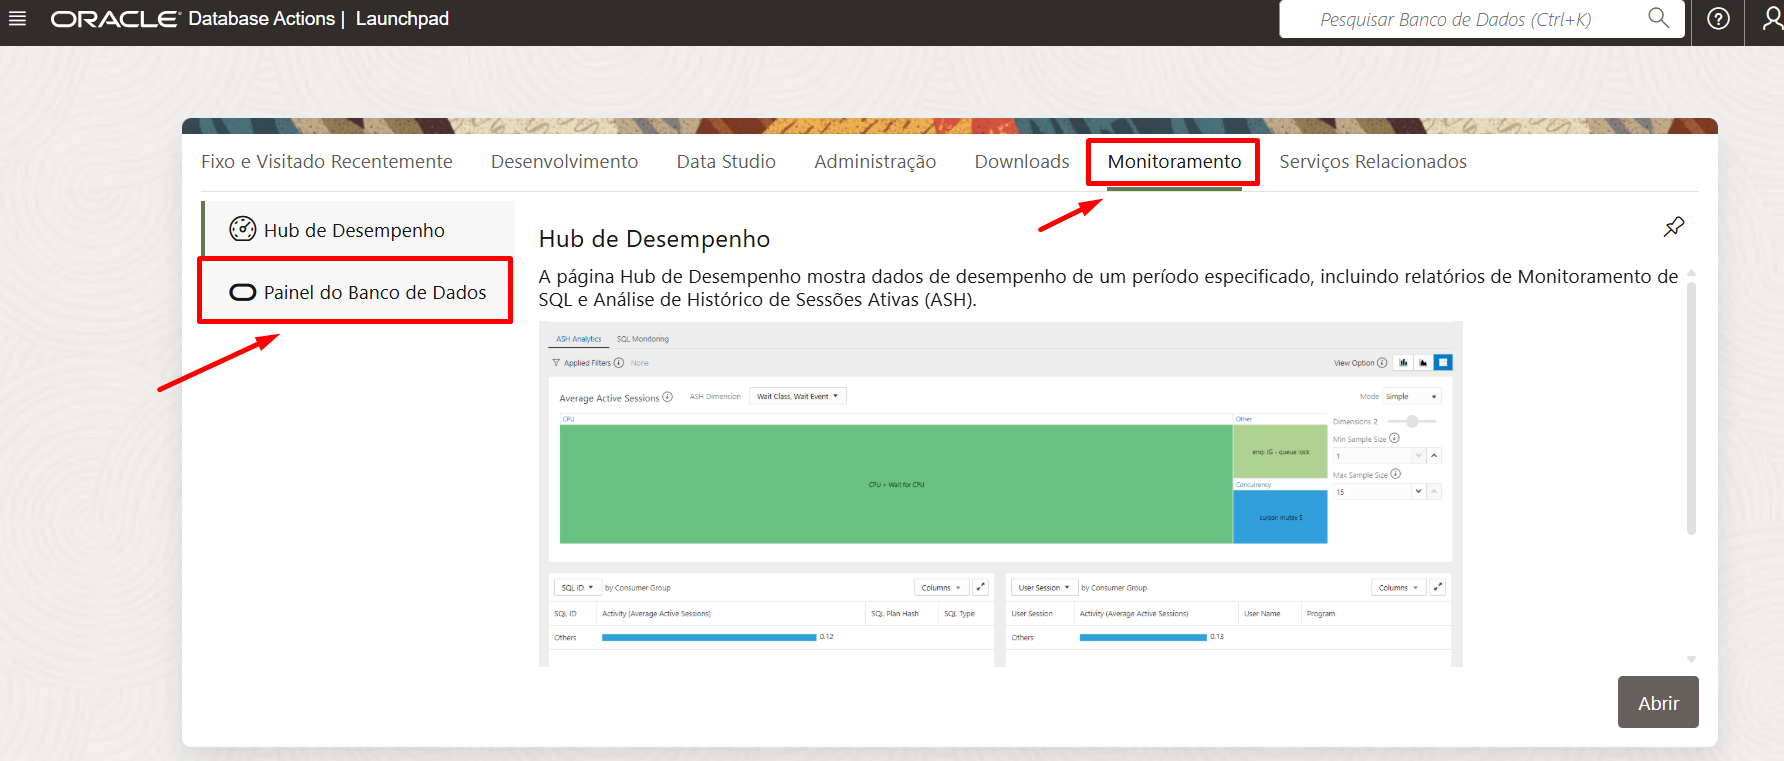 ORACLE Database Actions | Launchpad
Pesquisar Banco de Dados (Ctrl+K)
Fixo e Visitado Recentemente
Desenvolvimento
Data Studio
Administração
Downloads
Monitoramento
Serviços Relacionados
Hub de Desempenho
Painel do Banco de Dados
Hub de Desempenho
A página Hub de Desempenho mostra dados de desempenho de um período especificado, incluindo relatórios de Monitoramento de
SQL e Análise de Histórico de Sessões Ativas (ASH).
ASH Analytics
SQL Monitoring
Applied Filters
None
View Option
Average Active Sessions
ASH Dimension
Wait Class, Wait Event
Mode
Simple
CPU
Other
Dimensions 2
Min Sample Size
enq: IG - queue lock
1
Max Sample Size
CPU + Wait for CPU
Concurrency
15
cursor: mutex S
SQL ID
by Consumer Group
Columns
User Session
by Consumer Group
Columns
SQL ID
Activity (Average Active Sessions)
SQL Plan Hash
SQL Type
User Session
Activity (Average Active Sessions)
User Name
Program
Others
0.12
Others
0.13
Abrir